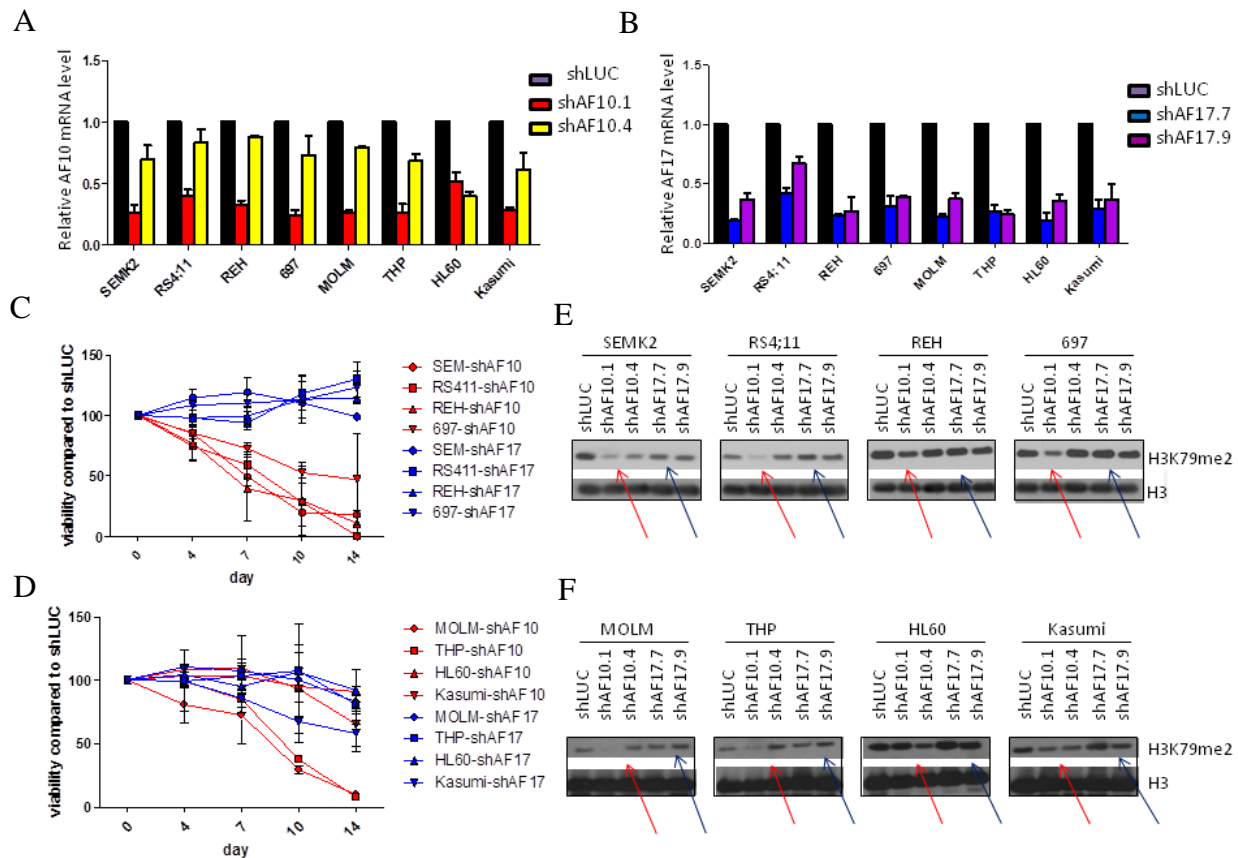 A
Relative AF10 mRNA level
1.5
1.0
0.5
0.0
SEMK2
RS4;11
REH
697
MOLM
THP
HL60
Kasumi
shLUC
shAF10.1
shAF10.4
B
Relative AF17 mRNA level
1.5
1.0
0.5
0.0
SEMK2
RS4;11
REH
697
MOLM
THP
HL60
Kasumi
shLUC
shAF17.7
shAF17.9
C
viability compared to shLUC
150
100
50
0
0 4 7 10 14
day
SEM-shAF10
RS411-shAF10
REH-shAF10
697-shAF10
SEM-shAF17
RS411-shAF17
REH-shAF17
697-shAF17
E
SEMK2 RS4;11 REH 697
shLUC shAF10.1 shAF10.4 shAF17.7 shAF17.9
shLUC shAF10.1 shAF10.4 shAF17.7 shAF17.9
shLUC shAF10.1 shAF10.4 shAF17.7 shAF17.9
shLUC shAF10.1 shAF10.4 shAF17.7 shAF17.9
H3K79me2
H3
D
viability compared to shLUC
150
100
50
0
0 4 7 10 14
day
MOLM-shAF10
THP-shAF10
HL60-shAF10
Kasumi-shAF10
MOLM-shAF17
THP-shAF17
HL60-shAF17
Kasumi-shAF17
F
MOLM THP HL60 Kasumi
shLUC shAF10.1 shAF10.4 shAF17.7 shAF17.9
shLUC shAF10.1 shAF10.4 shAF17.7 shAF17.9
shLUC shAF10.1 shAF10.4 shAF17.7 shAF17.9
shLUC shAF10.1 shAF10.4 shAF17.7 shAF17.9
H3K79me2
H3